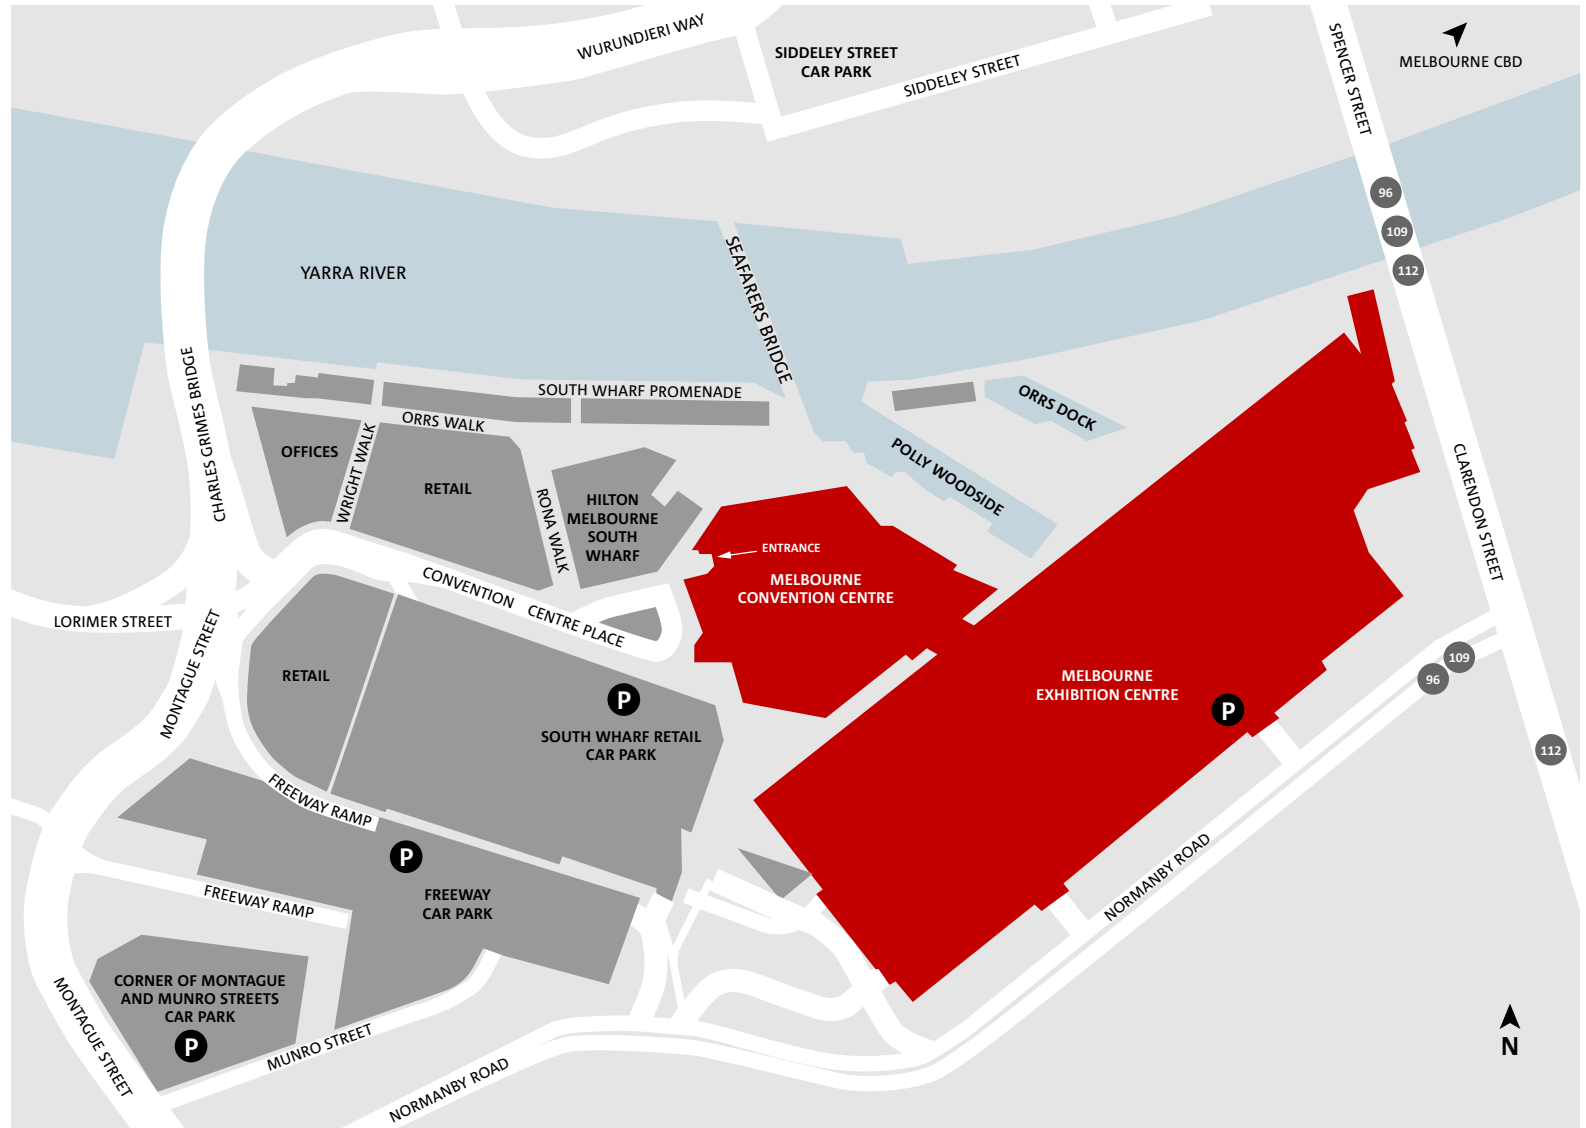 WURUNDJERI WAY
SIDDELEY STREET
CAR PARK
SIDDELEY STREET
SPENCER STREET
MELBOURNE CBD
96
109
112
YARRA RIVER
SEAFARERS BRIDGE
CHARLES GRIMES BRIDGE
SOUTH WHARF PROMENADE
ORRS WALK
ORRS DOCK
OFFICES
WRIGHT WALK
RETAIL
RONA WALK
HILTON
MELBOURNE
SOUTH
WHARF
POLLY WOODSIDE
CLARENDON STREET
ENTRANCE
MELBOURNE
CONVENTION CENTRE
CONVENTION CENTRE PLACE
LORIMER STREET
MONTAGUE STREET
RETAIL
P
SOUTH WHARF RETAIL
CAR PARK
MELBOURNE
EXHIBITION CENTRE
P
109
96
112
FREEWAY RAMP
P
FREEWAY
CAR PARK
FREEWAY RAMP
NORMANBY ROAD
CORNER OF MONTAGUE
AND MUNRO STREETS
CAR PARK
P
MONTAGUE STREET
MUNRO STREET
NORMANBY ROAD
N